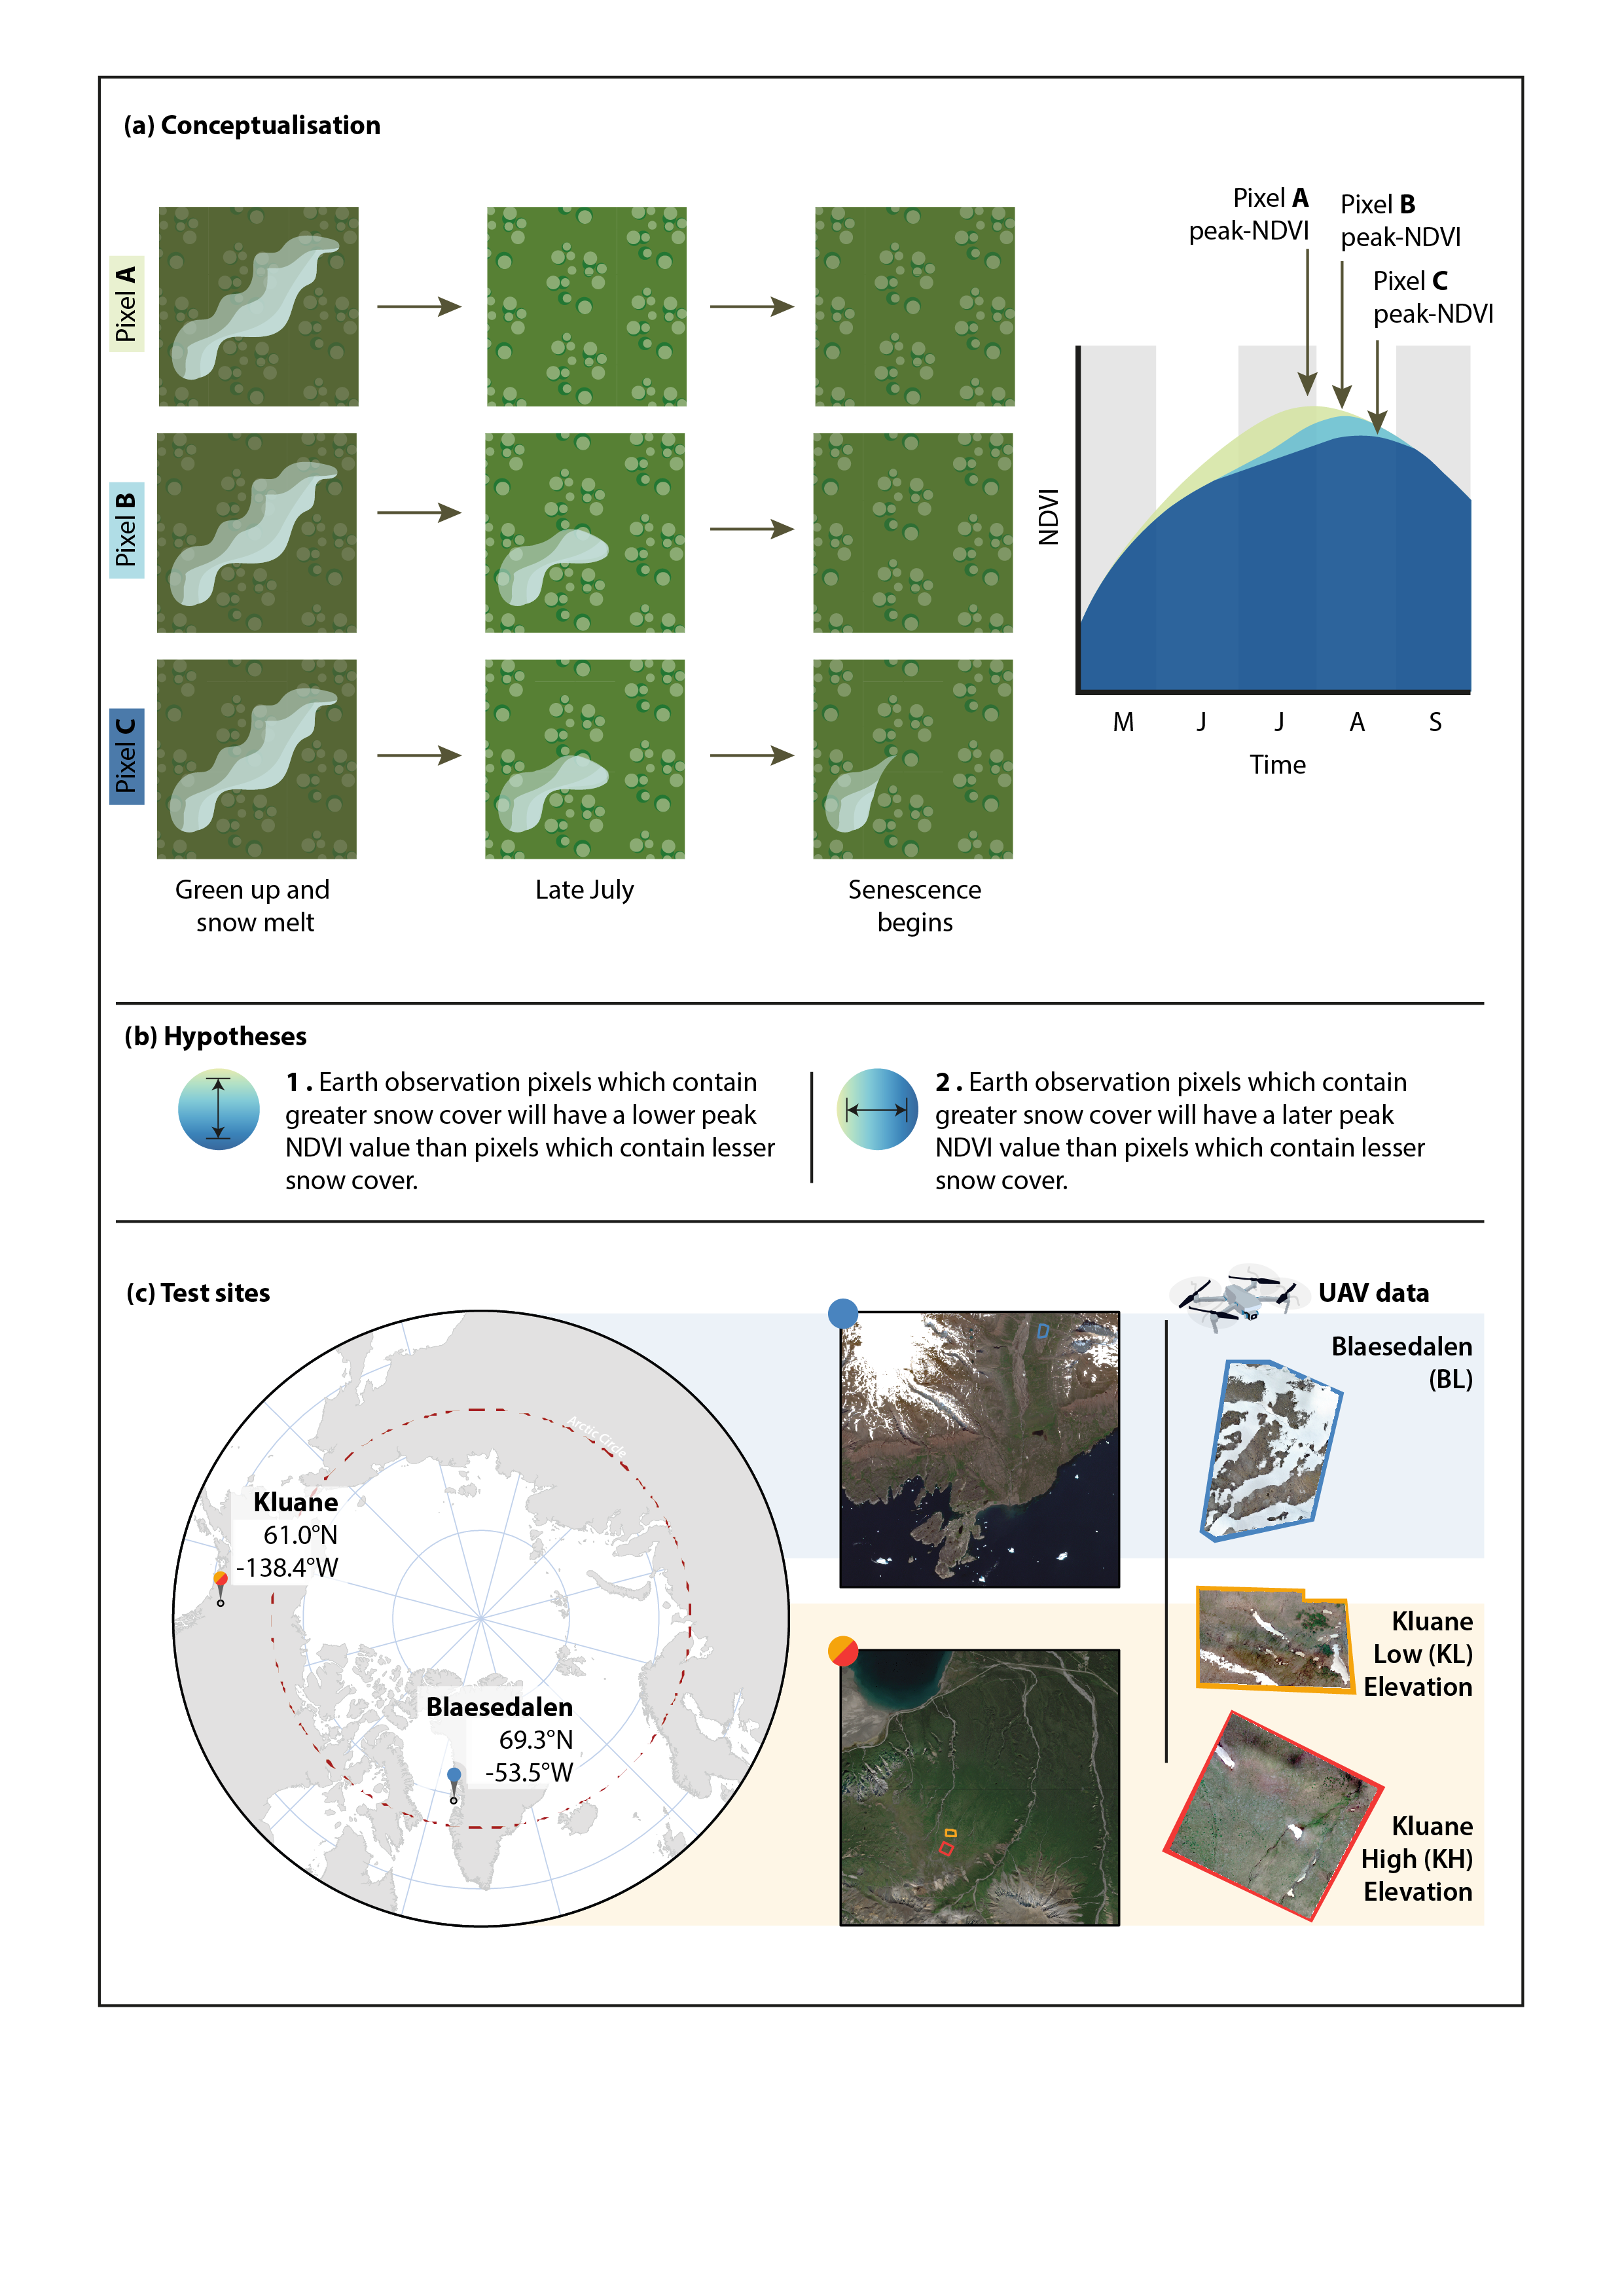 (a) Conceptualisation
Pixel A
Pixel B
Pixel C
Green up and
snow melt
Late July
Senescence
begins
Pixel A
peak-NDVI
Pixel B
peak-NDVI
Pixel C
peak-NDVI
NDVI
M J J A S
Time
(b) Hypotheses
1 . Earth observation pixels which contain
greater snow cover will have a lower peak
NDVI value than pixels which contain lesser
snow cover.
2 . Earth observation pixels which contain
greater snow cover will have a later peak
NDVI value than pixels which contain lesser
snow cover.
(c) Test sites
Arctic Circle
Kluane
61.0°N
-138.4°W
Blaesedalen
69.3°N
-53.5°W
UAV data
Blaesedalen
(BL)
Kluane
Low (KL)
Elevation
Kluane
High (KH)
Elevation